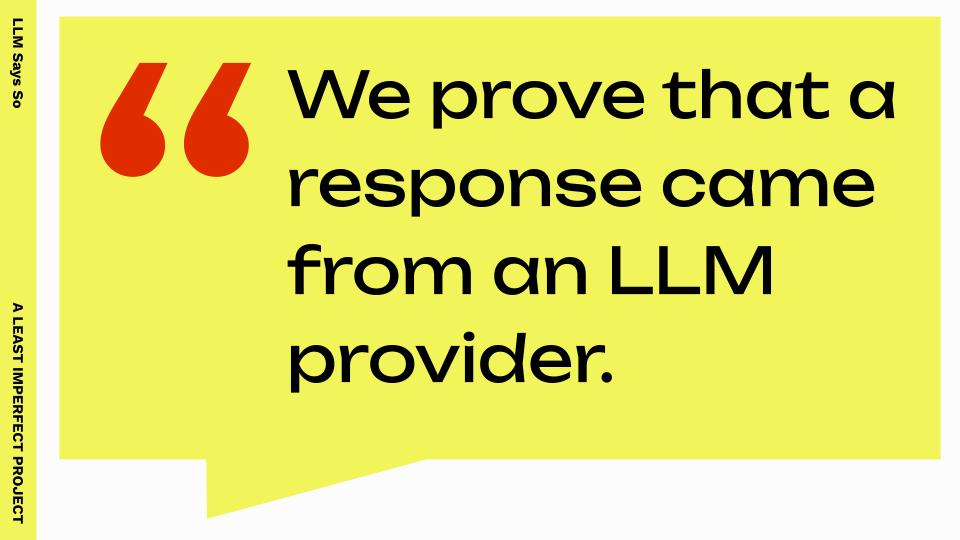 LLM Says So
A LEAST IMPERFECT PROJECT
“
We prove that a
response came
from an LLM
provider.